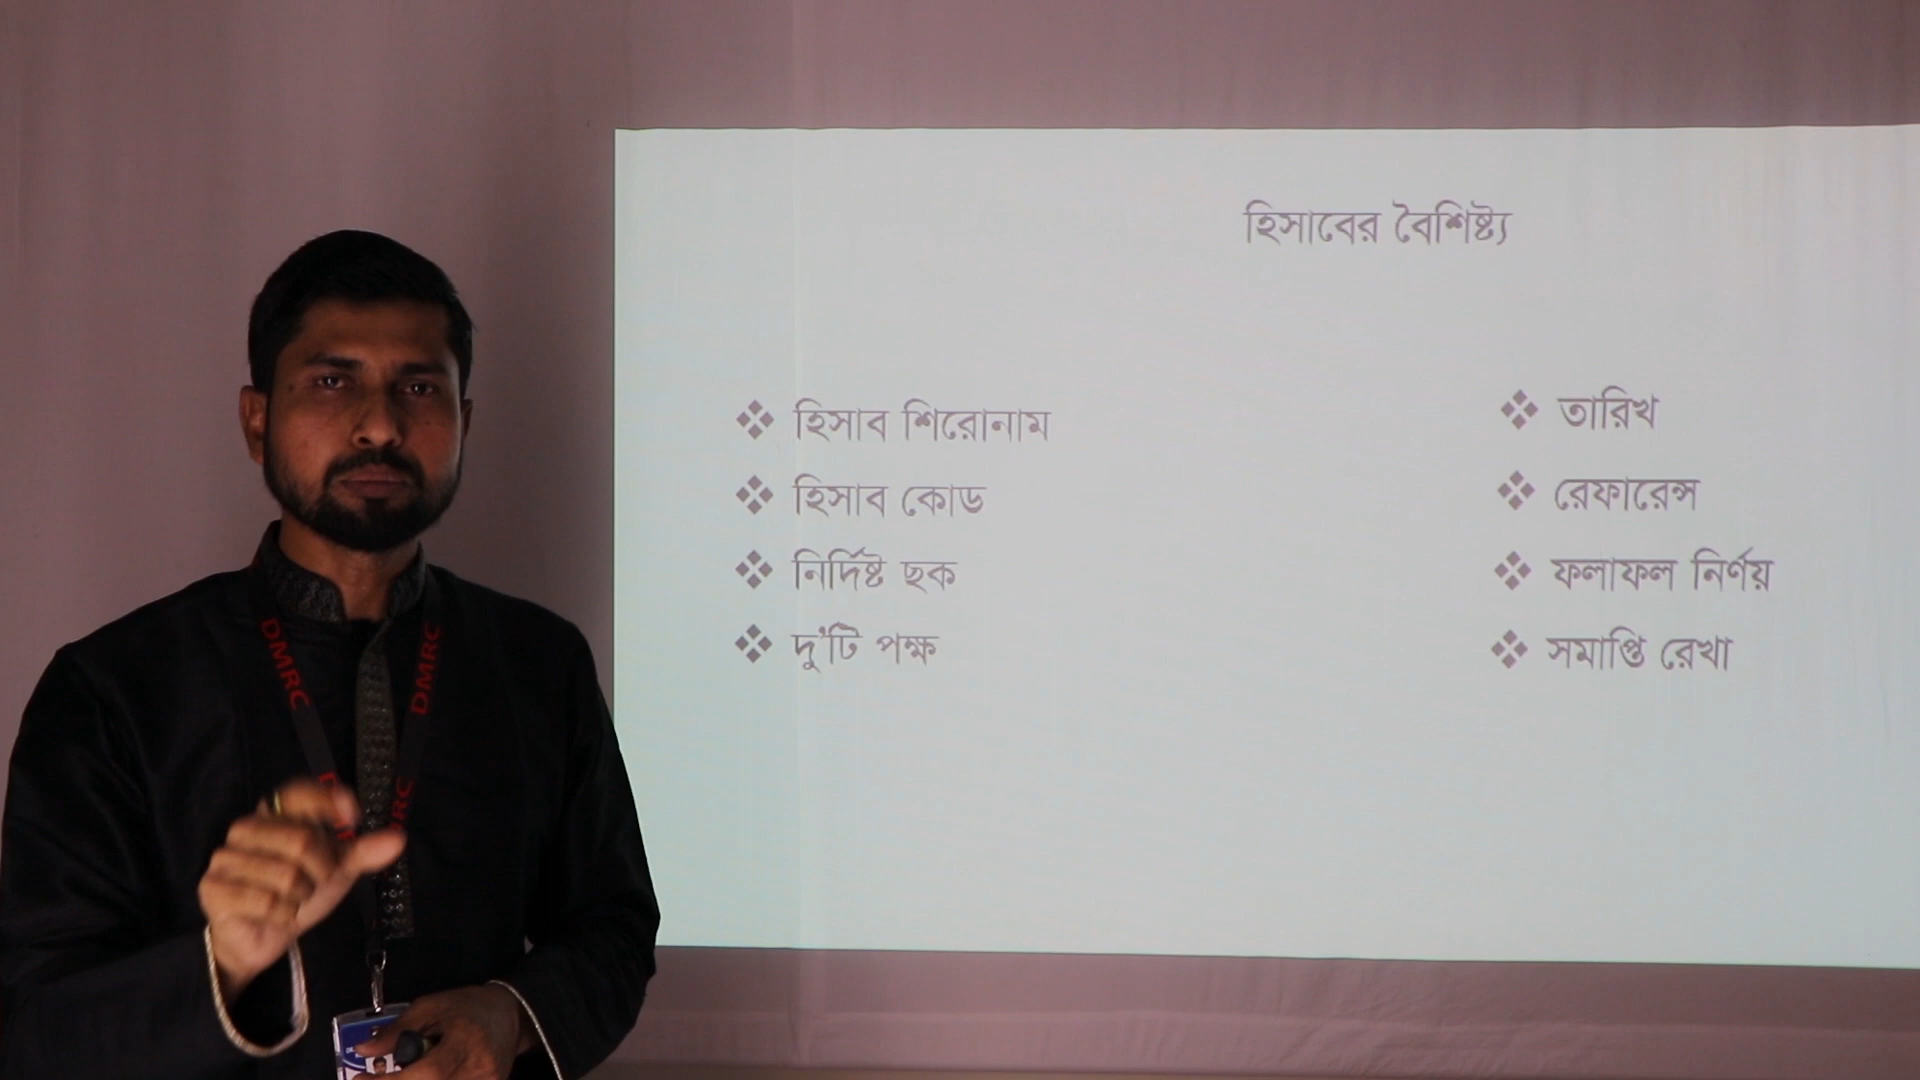 হিসাবের বৈশিষ্ট্য
❖ হিসাব শিরোনাম
❖ হিসাব কোড
❖ নির্দিষ্ট ছক
❖ দু'টি পক্ষ
❖ তারিখ
❖ রেফারেন্স
❖ ফলাফল নির্ণয়
❖ সমাপ্তি রেখা
DMRC
DMRC